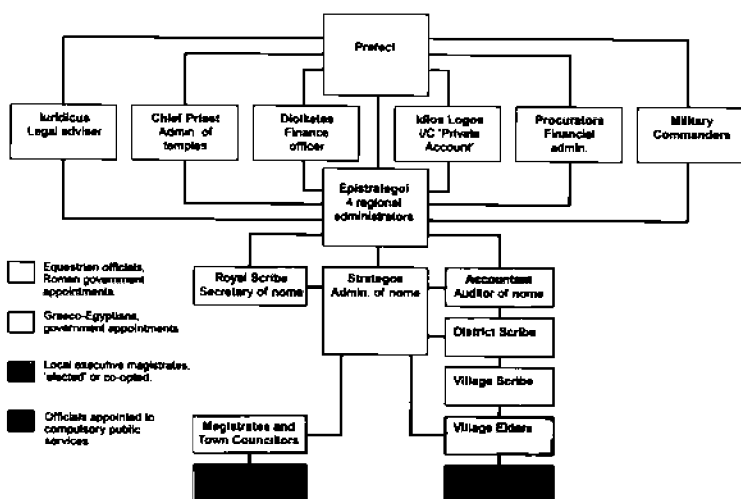 Prefect
Iuridicus
Legal adviser
Chief Priest
Admin. of
temples
Dioiketes
Finance
officer
Idios Logos
I/C 'Private
Account'
Procurators
Financial
admin.
Military
Commanders
Epistrategoi
4 regional
administrators
Royal Scribe
Secretary of nome
Strategos
Admin. of nome
Accountant
Auditor of nome
District Scribe
Village Scribe
Village Elders
Magistrates and
Town Councillors
Equestrian officials,
Roman government
appointments.
Graeco-Egyptians,
government appointments
Local executive magistrates,
'elected' or co-opted.
Officials appointed to
compulsory public
services